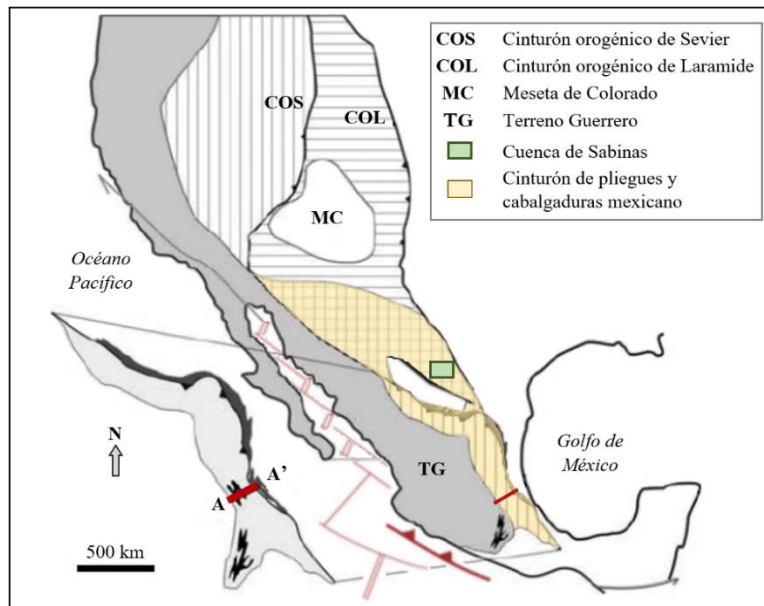 COS Cinturón orogénico de Sevier
COL Cinturón orogénico de Laramide
MC Meseta de Colorado
TG Terreno Guerrero
Cuenca de Sabinas
Cinturón de pliegues y
cabalgaduras mexicano
COS
COL
MC
Océano
Pacífico
Golfo de
México
N
A A’
TG
500 km